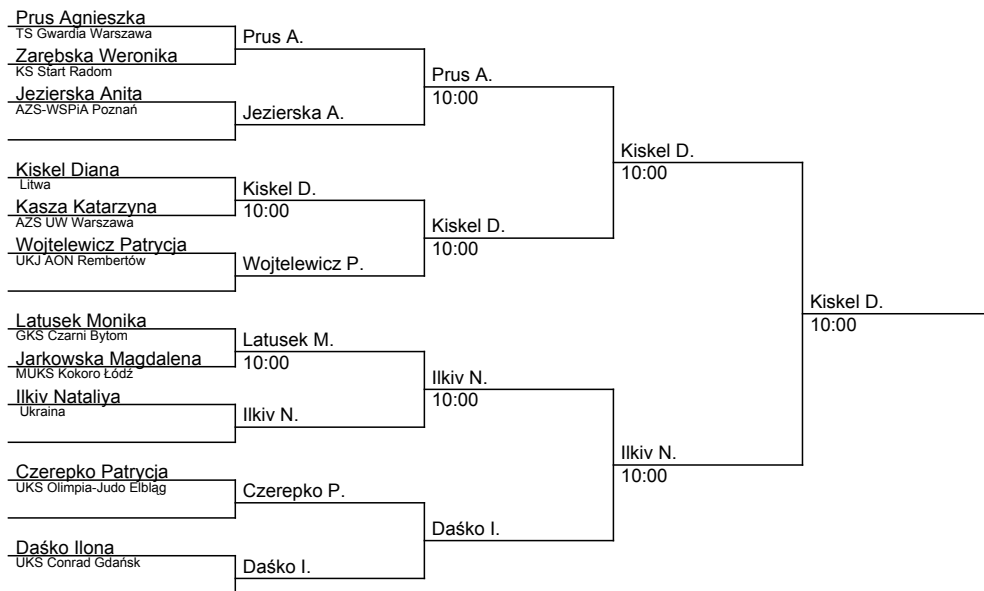 Prus Agnieszka
TS Gwardia Warszawa
Prus A.
Zarębska Weronika
KS Start Radom
Prus A.
10:00
Jezierska Anita
AZS-WSPiA Poznań
Jezierska A.
Kiskel D.
10:00
Kiskel Diana
Litwa
Kiskel D.
10:00
Kasza Katarzyna
AZS UW Warszawa
Kiskel D.
10:00
Wojtelewicz Patrycja
UKJ AON Rembertów
Wojtelewicz P.
Kiskel D.
10:00
Latusek Monika
GKS Czarni Bytom
Latusek M.
10:00
Jarkowska Magdalena
MUKS Kokoro Łódź
Ilkiv N.
10:00
Ilkiv Nataliya
Ukraina
Ilkiv N.
Ilkiv N.
10:00
Czerepko Patrycja
UKS Olimpia-Judo Elbląg
Czerepko P.
Daśko I.
Daśko Ilona
UKS Conrad Gdańsk
Daśko I.